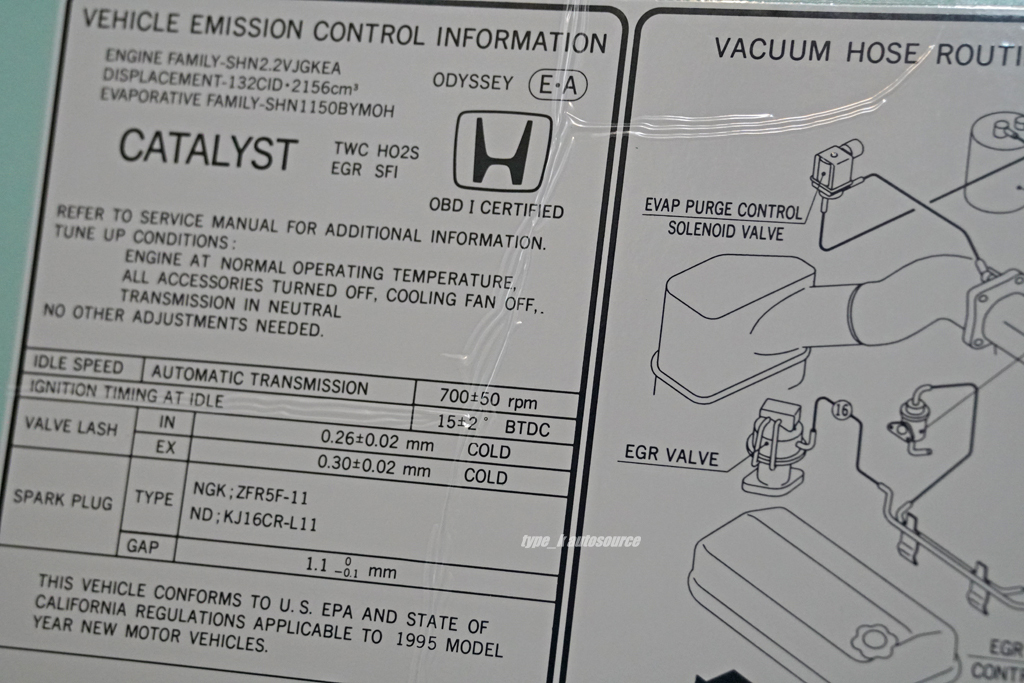 VEHICLE EMISSION CONTROL INFORMATION
ENGINE FAMILY-SHN2.2VJGKEA
DISPLACEMENT-132CID·2156cm³
EVAPORATIVE FAMILY-SHN1150BYMOH
ODYSSEY E·A
CATALYST
TWC HO2S
EGR SFI
OBD I CERTIFIED
REFER TO SERVICE MANUAL FOR ADDITIONAL INFORMATION.
TUNE UP CONDITIONS:
ENGINE AT NORMAL OPERATING TEMPERATURE,
ALL ACCESSORIES TURNED OFF, COOLING FAN OFF,.
TRANSMISSION IN NEUTRAL
NO OTHER ADJUSTMENTS NEEDED.
IDLE SPEED AUTOMATIC TRANSMISSION 700±50 rpm
IGNITION TIMING AT IDLE 15±2° BTDC
VALVE LASH IN 0.26±0.02 mm COLD
EX 0.30±0.02 mm COLD
SPARK PLUG TYPE NGK;ZFR5F-11
ND;KJ16CR-L11
GAP 1.1 0/-0.1 mm
THIS VEHICLE CONFORMS TO U.S. EPA AND STATE OF
CALIFORNIA REGULATIONS APPLICABLE TO 1995 MODEL
YEAR NEW MOTOR VEHICLES.
VACUUM HOSE ROUTI
EVAP PURGE CONTROL
SOLENOID VALVE
16
EGR VALVE
EGR
CONT
type_k autosource